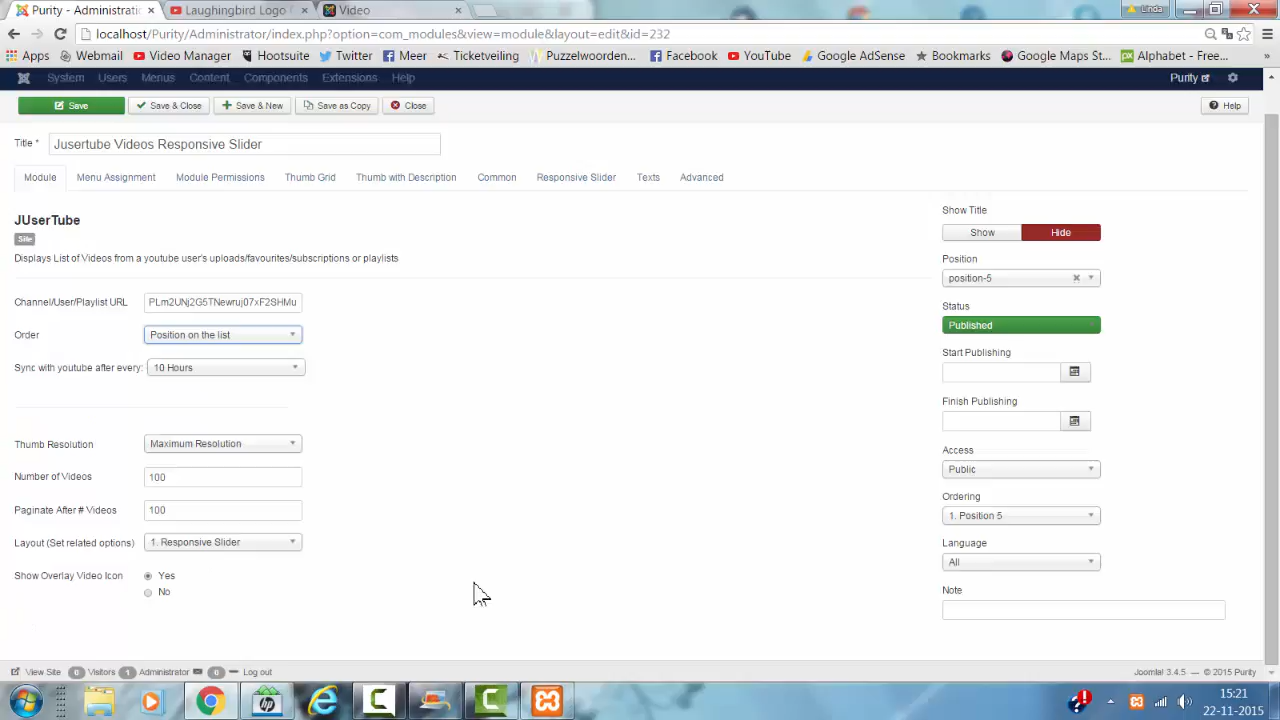 Purity - Administratio
Laughingbird Logo
Video
Linda
localhost/Purity/Administrator/index.php?option=com_modules&view=module&layout=edit&id=232
Apps
Webmail
Video Manager
Hootsuite
Meer
Twitter
Ticketveiling
Puzzelwoorden...
Facebook
YouTube
Google AdSense
Bookmarks
Google Maps St...
Alphabet - Freeing...
System Users Menus Content Components Extensions Help
Purity
Save
Save & Close
Save & New
Save as Copy
Close
Help
Title * Jusertube Videos Responsive Slider
Module Menu Assignment Module Permissions Thumb Grid Thumb with Description Common Responsive Slider Texts Advanced
JUserTube
Site
Displays List of Videos from a youtube user's uploads/favourites/subscriptions or playlists
Channel/User/Playlist URL PLm2UNj2G5TNewruj07xF2SHMu
Order Position on the list
Sync with youtube after every: 10 Hours
Thumb Resolution Maximum Resolution
Number of Videos 100
Paginate After # Videos 100
Layout (Set related options) 1. Responsive Slider
Show Overlay Video Icon Yes
No
Show Title
Show Hide
Position
position-5
Status
Published
Start Publishing
Finish Publishing
Access
Public
Ordering
1. Position 5
Language
All
Note
View Site 0 Visitors 1 Administrator 0 Log out
Joomla! 3.4.5 — © 2015 Purity
15:21
22-11-2015